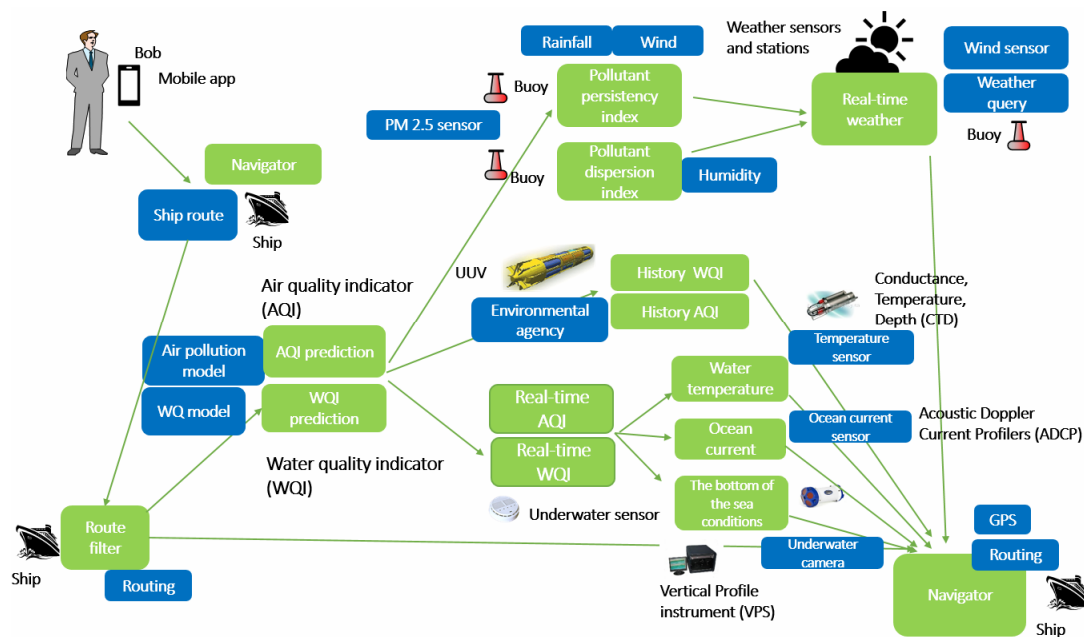 Bob
Mobile app
Navigator
Ship route
Ship
Rainfall
Wind
Buoy
Pollutant
persistency
index
PM 2.5 sensor
Buoy
Pollutant
dispersion
index
Humidity
Weather sensors
and stations
Real-time
weather
Wind sensor
Weather
query
Buoy
Air quality indicator
(AQI)
Air pollution
model
AQI prediction
WQ model
WQI
prediction
Water quality indicator
(WQI)
UUV
Environmental
agency
History WQI
History AQI
Conductance,
Temperature,
Depth (CTD)
Temperature
sensor
Real-time
AQI
Real-time
WQI
Water
temperature
Ocean
current
The bottom of
the sea
conditions
Ocean current
sensor
Acoustic Doppler
Current Profilers (ADCP)
Underwater sensor
Underwater
camera
Vertical Profile
instrument (VPS)
Ship
Route
filter
Routing
GPS
Routing
Navigator
Ship